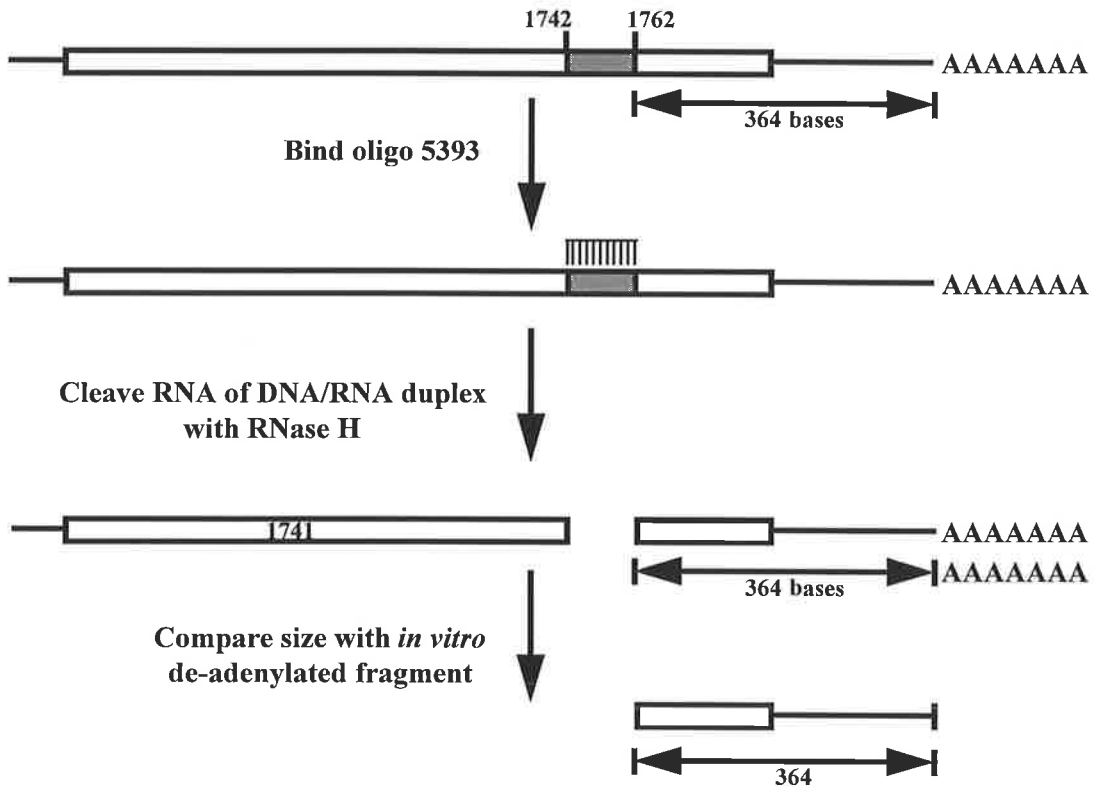 1742 1762
AAAAAAA
364 bases
Bind oligo 5393
AAAAAAA
Cleave RNA of DNA/RNA duplex
with RNase H
1741
AAAAAAA
364 bases AAAAAAA
Compare size with in vitro
de-adenylated fragment
364